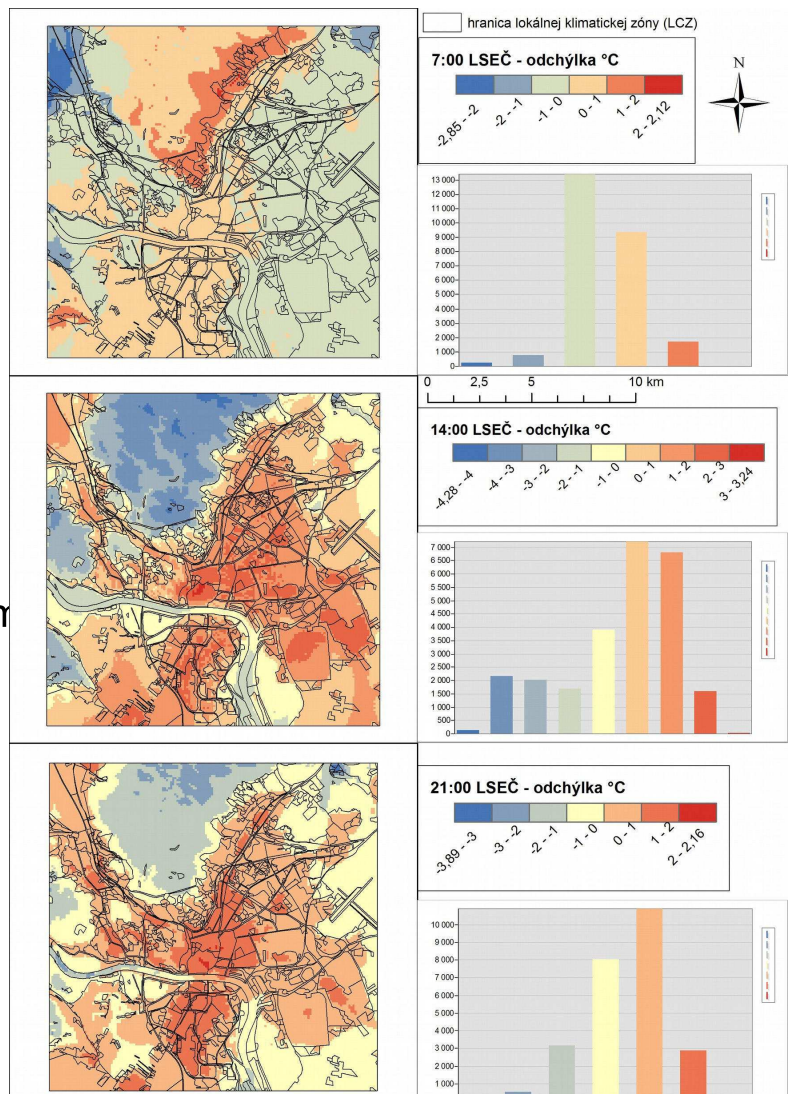 hranica lokálnej klimatickej zóny (LCZ)
7:00 LSEČ - odchýlka °C
-2,85 - -2
-2 - -1
-1 - 0
0 - 1
1 - 2
2 - 2,12
N
13 000
12 000
11 000
10 000
9 000
8 000
7 000
6 000
5 000
4 000
3 000
2 000
1 000
0
0 2,5 5 10 km
14:00 LSEČ - odchýlka °C
-4,28 - -4
-4 - -3
-3 - -2
-2 - -1
-1 - 0
0 - 1
1 - 2
2 - 3
3 - 3,24
m
7 000
6 500
6 000
5 500
5 000
4 500
4 000
3 500
3 000
2 500
2 000
1 500
1 000
500
0
21:00 LSEČ - odchýlka °C
-3,89 - -3
-3 - -2
-2 - -1
-1 - 0
0 - 1
1 - 2
2 - 2,16
10 000
9 000
8 000
7 000
6 000
5 000
4 000
3 000
2 000
1 000